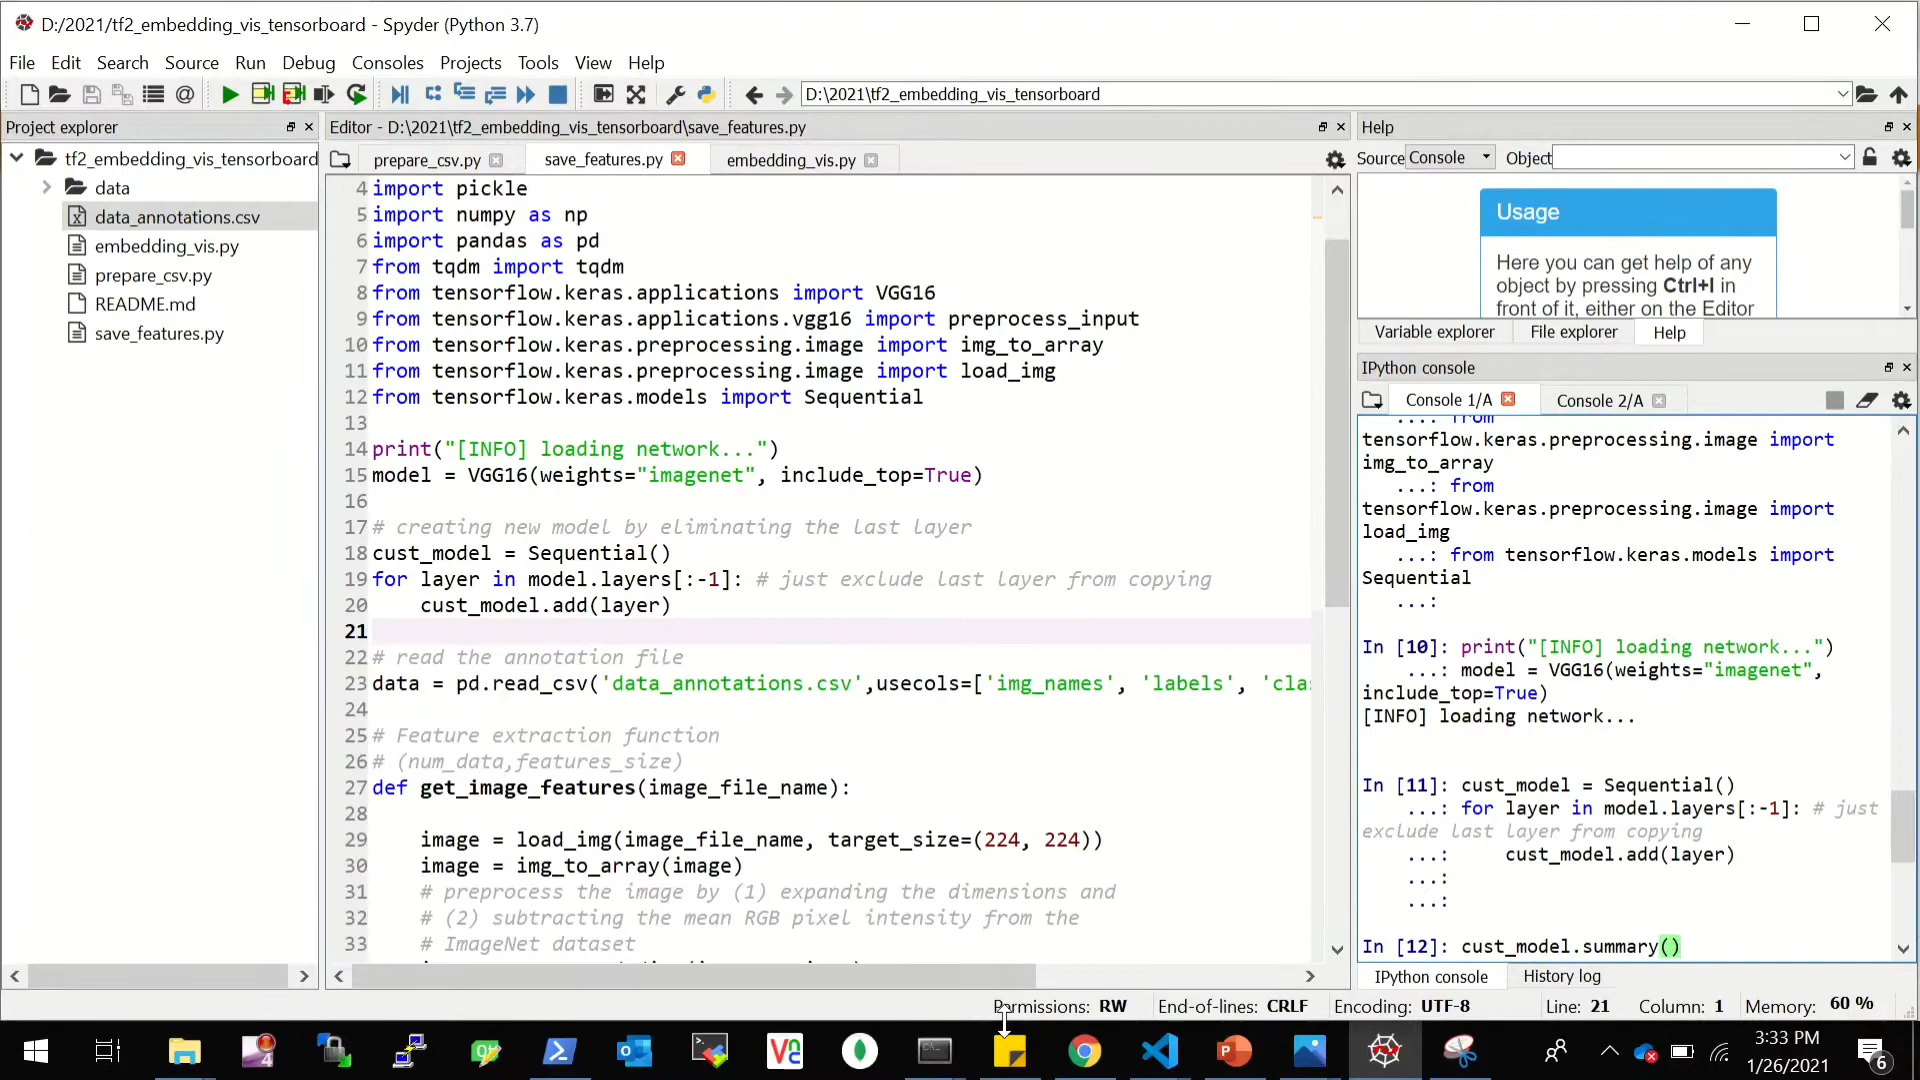 D:/2021/tf2_embedding_vis_tensorboard - Spyder (Python 3.7)
File Edit Search Source Run Debug Consoles Projects Tools View Help
D:\2021\tf2_embedding_vis_tensorboard
Project explorer
tf2_embedding_vis_tensorboard
data
data_annotations.csv
embedding_vis.py
prepare_csv.py
README.md
save_features.py
Editor - D:\2021\tf2_embedding_vis_tensorboard\save_features.py
prepare_csv.py save_features.py embedding_vis.py
4 import pickle
5 import numpy as np
6 import pandas as pd
7 from tqdm import tqdm
8 from tensorflow.keras.applications import VGG16
9 from tensorflow.keras.applications.vgg16 import preprocess_input
10 from tensorflow.keras.preprocessing.image import img_to_array
11 from tensorflow.keras.preprocessing.image import load_img
12 from tensorflow.keras.models import Sequential
13
14 print("[INFO] loading network...")
15 model = VGG16(weights="imagenet", include_top=True)
16
17 # creating new model by eliminating the last layer
18 cust_model = Sequential()
19 for layer in model.layers[:-1]: # just exclude last layer from copying
20     cust_model.add(layer)
21
22 # read the annotation file
23 data = pd.read_csv('data_annotations.csv',usecols=['img_names', 'labels', 'cla
24
25 # Feature extraction function
26 # (num_data,features_size)
27 def get_image_features(image_file_name):
28
29     image = load_img(image_file_name, target_size=(224, 224))
30     image = img_to_array(image)
31     # preprocess the image by (1) expanding the dimensions and
32     # (2) subtracting the mean RGB pixel intensity from the
33     # ImageNet dataset
Help
Source Console Object
Usage
Here you can get help of any
object by pressing Ctrl+I in
front of it, either on the Editor
Variable explorer File explorer Help
IPython console
Console 1/A Console 2/A
...: from
tensorflow.keras.preprocessing.image import
img_to_array
...: from
tensorflow.keras.preprocessing.image import
load_img
...: from tensorflow.keras.models import
Sequential
...:
In [10]: print("[INFO] loading network...")
...: model = VGG16(weights="imagenet",
include_top=True)
[INFO] loading network...
In [11]: cust_model = Sequential()
...: for layer in model.layers[:-1]: # just
exclude last layer from copying
...:     cust_model.add(layer)
...:
...:
In [12]: cust_model.summary()
IPython console History log
Permissions: RW End-of-lines: CRLF Encoding: UTF-8 Line: 21 Column: 1 Memory: 60 %
3:33 PM
1/26/2021
6